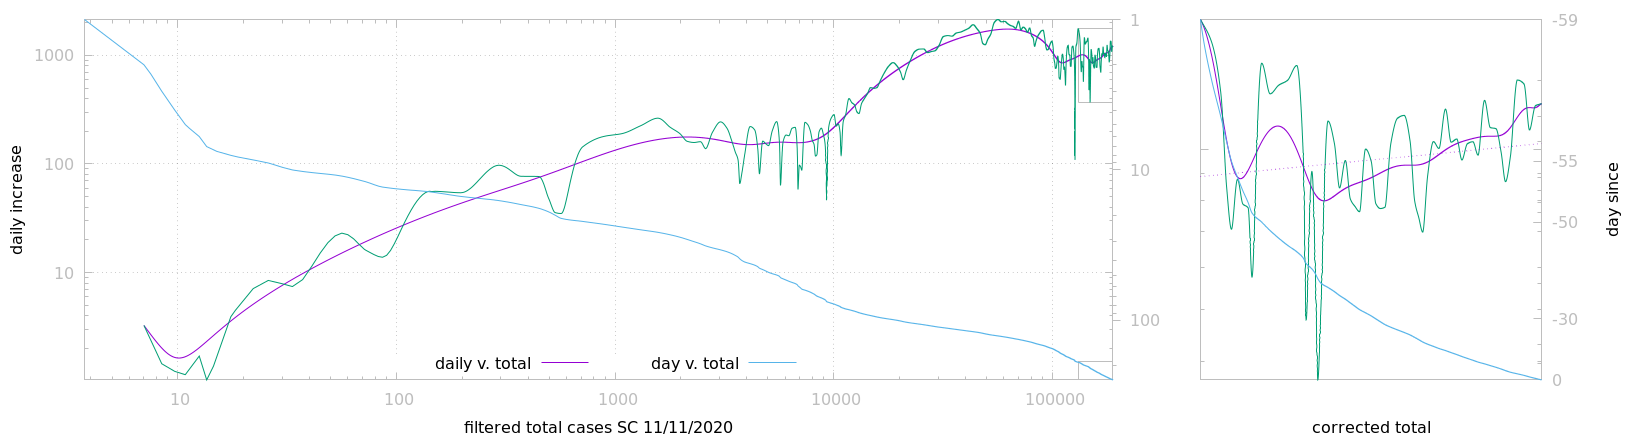 daily increase
1000
100
10
1
10
100
10
100
1000
10000
100000
daily v. total
day v. total
filtered total cases SC 11/11/2020
-59
-55
-50
-30
0
day since
corrected total